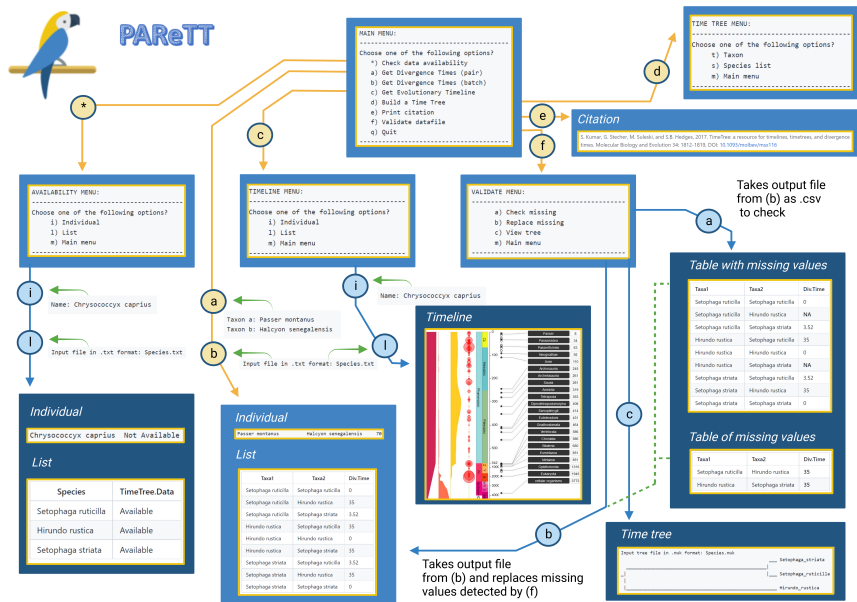 PAReTT
MAIN MENU:
Choose one of the following options?
*) Check data availability
a) Get Divergence Times (pair)
b) Get Divergence Times (batch)
c) Get Evolutionary Timeline
d) Build a Time Tree
e) Print citation
f) Validate datafile
q) Quit
TIME TREE MENU:
Choose one of the following options?
t) Taxon
s) Species list
m) Main menu
d
e
f
*
c
Citation
S. Kumar, G. Stecher, M. Suleski, and S.B. Hedges, 2017. TimeTree: a resource for timelines, timetrees, and divergence
times. Molecular Biology and Evolution 34: 1812-1819, DOI: 10.1093/molbev/msx116
AVAILABILITY MENU:
Choose one of the following options?
i) Individual
l) List
m) Main menu
TIMELINE MENU:
Choose one of the following options?
i) Individual
l) List
m) Main menu
VALIDATE MENU:
a) Check missing
b) Replace missing
c) View tree
m) Main menu
Takes output file
from (b) as .csv
to check
a
i
Name: Chrysococcyx caprius
l
Input file in .txt format: Species.txt
a
Taxon a: Passer montanus
Taxon b: Halcyon senegalensis
b
Input file in .txt format: Species.txt
i
Name: Chrysococcyx caprius
l
Timeline
Individual
Chrysococcyx caprius Not Available
List
Species TimeTree.Data
Setophaga ruticilla Available
Hirundo rustica Available
Setophaga striata Available
Individual
Passer montanus Halcyon senegalensis 70
List
Taxa1 Taxa2 Div.Time
Setophaga ruticilla Setophaga ruticilla 0
Setophaga ruticilla Hirundo rustica 35
Setophaga ruticilla Setophaga striata 3.52
Hirundo rustica Setophaga ruticilla 35
Hirundo rustica Hirundo rustica 0
Hirundo rustica Setophaga striata 35
Setophaga striata Setophaga ruticilla 3.52
Setophaga striata Hirundo rustica 35
Setophaga striata Setophaga striata 0
Table with missing values
Taxa1 Taxa2 Div.Time
Setophaga ruticilla Setophaga ruticilla 0
Setophaga ruticilla Hirundo rustica NA
Setophaga ruticilla Setophaga striata 3.52
Hirundo rustica Setophaga ruticilla 35
Hirundo rustica Hirundo rustica 0
Hirundo rustica Setophaga striata NA
Setophaga striata Setophaga ruticilla 3.52
Setophaga striata Hirundo rustica 35
Setophaga striata Setophaga striata 0
Table of missing values
Taxa1 Taxa2 Div.Time
Setophaga ruticilla Hirundo rustica 35
Hirundo rustica Setophaga striata 35
c
b
Takes output file
from (b) and replaces missing
values detected by (f)
Time tree
Input tree file in .nwk format: Species.nwk
Setophaga_striata
Setophaga_ruticilla
Hirundo_rustica